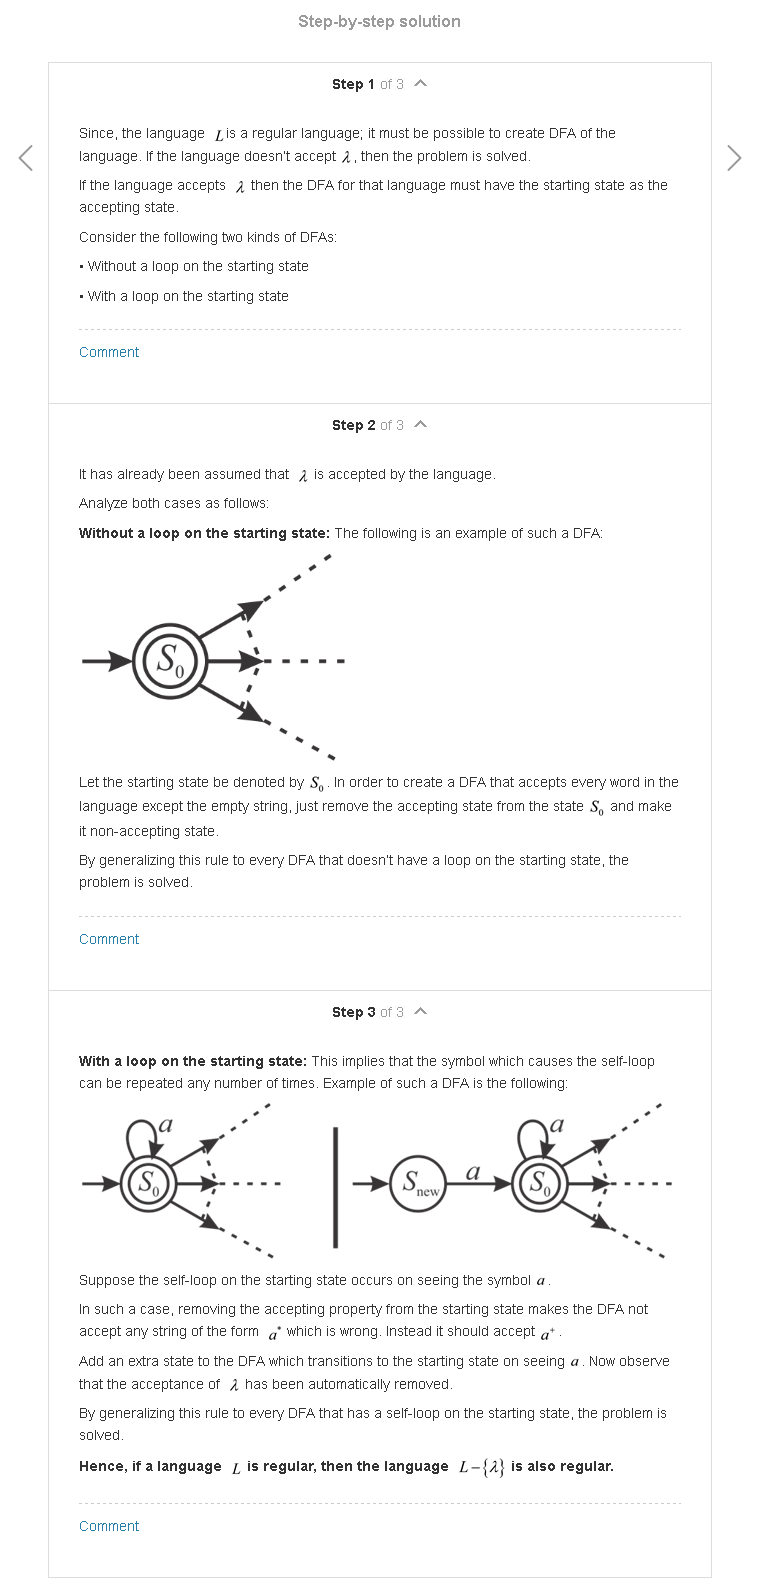 Step-by-step solution
Step 1 of 3
Since, the language L is a regular language; it must be possible to create DFA of the
language. If the language doesn't accept λ, then the problem is solved.
If the language accepts λ then the DFA for that language must have the starting state as the
accepting state.
Consider the following two kinds of DFAs:
• Without a loop on the starting state
• With a loop on the starting state
Comment
Step 2 of 3
It has already been assumed that λ is accepted by the language.
Analyze both cases as follows:
Without a loop on the starting state: The following is an example of such a DFA:
S₀
Let the starting state be denoted by S₀. In order to create a DFA that accepts every word in the
language except the empty string, just remove the accepting state from the state S₀ and make
it non-accepting state.
By generalizing this rule to every DFA that doesn't have a loop on the starting state, the
problem is solved.
Comment
Step 3 of 3
With a loop on the starting state: This implies that the symbol which causes the self-loop
can be repeated any number of times. Example of such a DFA is the following:
a
S₀
a
S_new
a
S₀
Suppose the self-loop on the starting state occurs on seeing the symbol a.
In such a case, removing the accepting property from the starting state makes the DFA not
accept any string of the form a* which is wrong. Instead it should accept a⁺.
Add an extra state to the DFA which transitions to the starting state on seeing a. Now observe
that the acceptance of λ has been automatically removed.
By generalizing this rule to every DFA that has a self-loop on the starting state, the problem is
solved.
Hence, if a language L is regular, then the language L−{λ} is also regular.
Comment